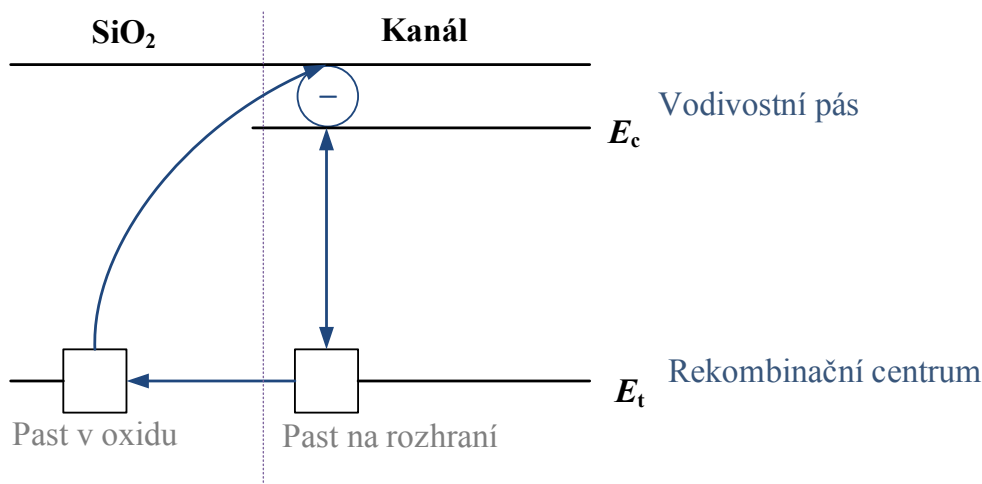 SiO₂
Kanál
−
Vodivostní pás
Ec
Rekombinační centrum
Et
Past v oxidu
Past na rozhraní